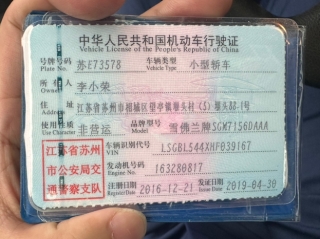 中华人民共和国机动车行驶证
Vehicle License of the People's Republic of China
号牌号码 苏E73578 车辆类型 小型轿车
Plate No. Vehicle Type
所有人 李小荣
Owner
住址 江苏省苏州市相城区望亭镇
Address
使用性质 非营运 品牌型号 雪佛兰牌SGM7156DAAA
Use Character Model
江苏省苏州
市公安局交
通警察支队
车辆识别代号 LSGBL544XHF039167
VIN
发动机号码 163280817
Engine No.
注册日期 2016-12-21 发证日期 2019-04-30
Register Date Issue Date